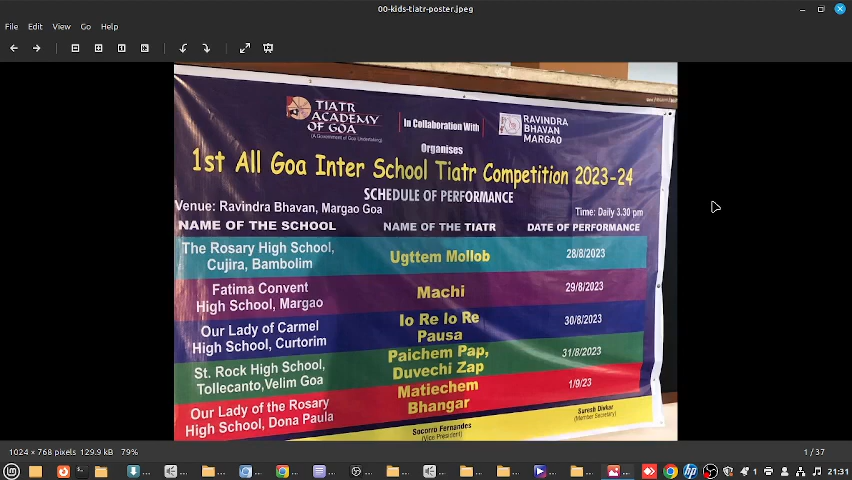 00-kids-tiatr-poster.jpeg
File Edit View Go Help
TIATR
ACADEMY
OF GOA
(A Government of Goa Undertaking)
In Collaboration With
RAVINDRA
BHAVAN
MARGAO
Organises
1st All Goa Inter School Tiatr Competition 2023-24
SCHEDULE OF PERFORMANCE
Venue: Ravindra Bhavan, Margao Goa
Time: Daily 3.30 pm
NAME OF THE SCHOOL NAME OF THE TIATR DATE OF PERFORMANCE
The Rosary High School,
Cujira, Bambolim
Ugttem Mollob
28/8/2023
Fatima Convent
High School, Margao
Machi
29/8/2023
Our Lady of Carmel
High School, Curtorim
Io Re Io Re
Pausa
30/8/2023
St. Rock High School,
Tollecanto,Velim Goa
Paichem Pap,
Duvechi Zap
31/8/2023
Our Lady of the Rosary
High School, Dona Paula
Matiechem
Bhangar
1/9/23
Socorro Fernandes
(Vice President)
Suresh Divkar
(Member Secretary)
1024 × 768 pixels 129.9 kB 79%
1 / 37
21:31